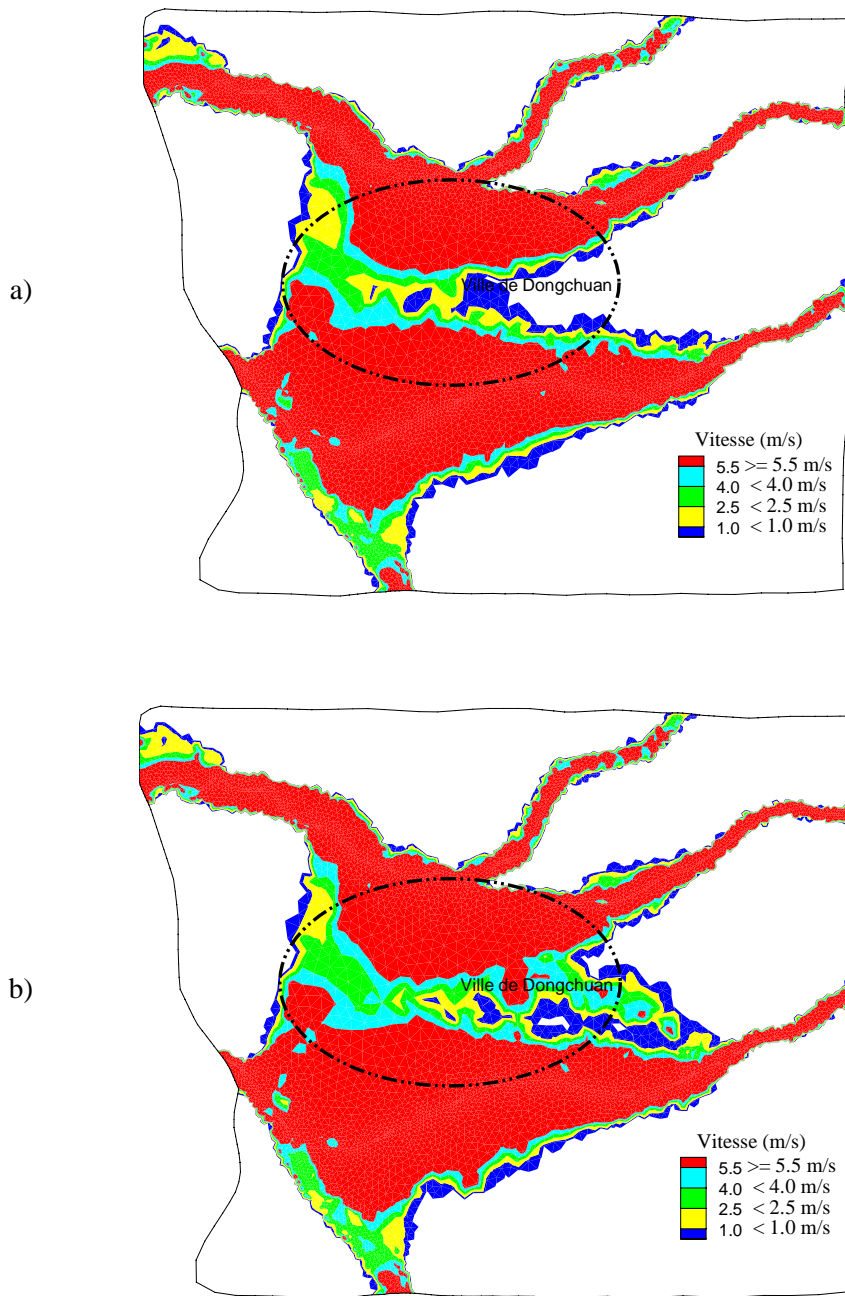 a)
Ville de Dongchuan
Vitesse (m/s)
5.5 >= 5.5 m/s
4.0 < 4.0 m/s
2.5 < 2.5 m/s
1.0 < 1.0 m/s
b)
Ville de Dongchuan
Vitesse (m/s)
5.5 >= 5.5 m/s
4.0 < 4.0 m/s
2.5 < 2.5 m/s
1.0 < 1.0 m/s